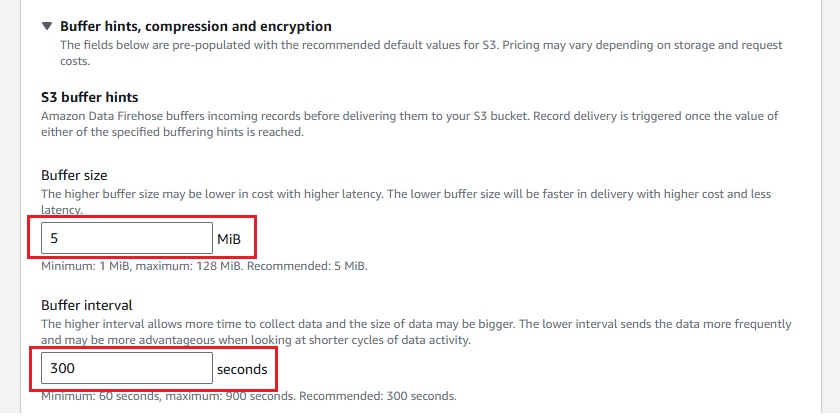 ▼ Buffer hints, compression and encryption
The fields below are pre-populated with the recommended default values for S3. Pricing may vary depending on storage and request
costs.
S3 buffer hints
Amazon Data Firehose buffers incoming records before delivering them to your S3 bucket. Record delivery is triggered once the value of
either of the specified buffering hints is reached.
Buffer size
The higher buffer size may be lower in cost with higher latency. The lower buffer size will be faster in delivery with higher cost and less
latency.
5 MiB
Minimum: 1 MiB, maximum: 128 MiB. Recommended: 5 MiB.
Buffer interval
The higher interval allows more time to collect data and the size of data may be bigger. The lower interval sends the data more frequently
and may be more advantageous when looking at shorter cycles of data activity.
300 seconds
Minimum: 60 seconds, maximum: 900 seconds. Recommended: 300 seconds.